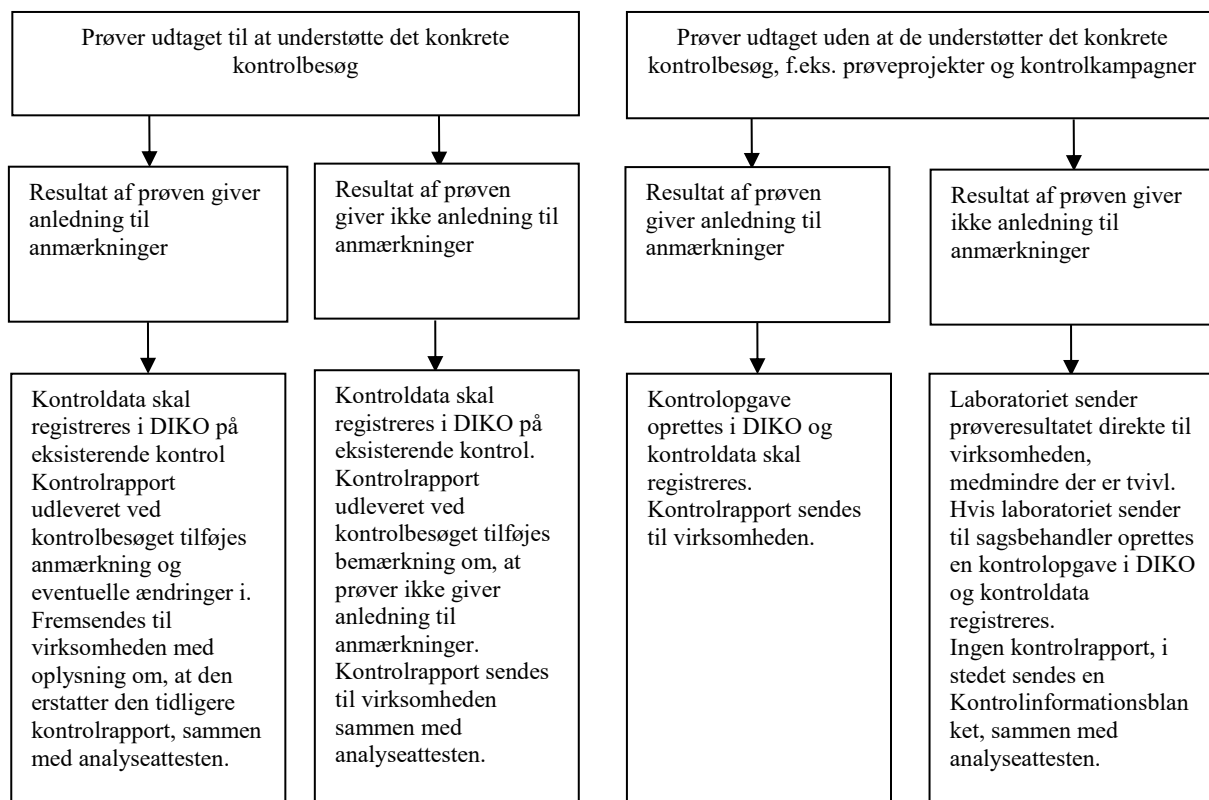 Prøver udtaget til at understøtte det konkrete
kontrolbesøg
Prøver udtaget uden at de understøtter det konkrete
kontrolbesøg, f.eks. prøveprojekter og kontrolkampagner
Resultat af prøven giver
anledning til
anmærkninger
Resultat af prøven
giver ikke anledning til
anmærkninger
Resultat af prøven
giver anledning til
anmærkninger
Resultat af prøven giver
ikke anledning til
anmærkninger
Kontroldata skal
registreres i DIKO på
eksisterende kontrol
Kontrolrapport
udleveret ved
kontrolbesøget tilføjes
anmærkning og
eventuelle ændringer i.
Fremsendes til
virksomheden med
oplysning om, at den
erstatter den tidligere
kontrolrapport, sammen
med analyseattesten.
Kontroldata skal
registreres i DIKO på
eksisterende kontrol.
Kontrolrapport
udleveret ved
kontrolbesøget tilføjes
bemærkning om, at
prøver ikke giver
anledning til
anmærkninger.
Kontrolrapport sendes
til virksomheden
sammen med
analyseattesten.
Kontrolopgave
oprettes i DIKO og
kontroldata skal
registreres.
Kontrolrapport sendes
til virksomheden.
Laboratoriet sender
prøveresultatet direkte til
virksomheden,
medmindre der er tvivl.
Hvis laboratoriet sender
til sagsbehandler oprettes
en kontrolopgave i DIKO
og kontroldata
registreres.
Ingen kontrolrapport, i
stedet sendes en
Kontrolinformationsblan
ket, sammen med
analyseattesten.